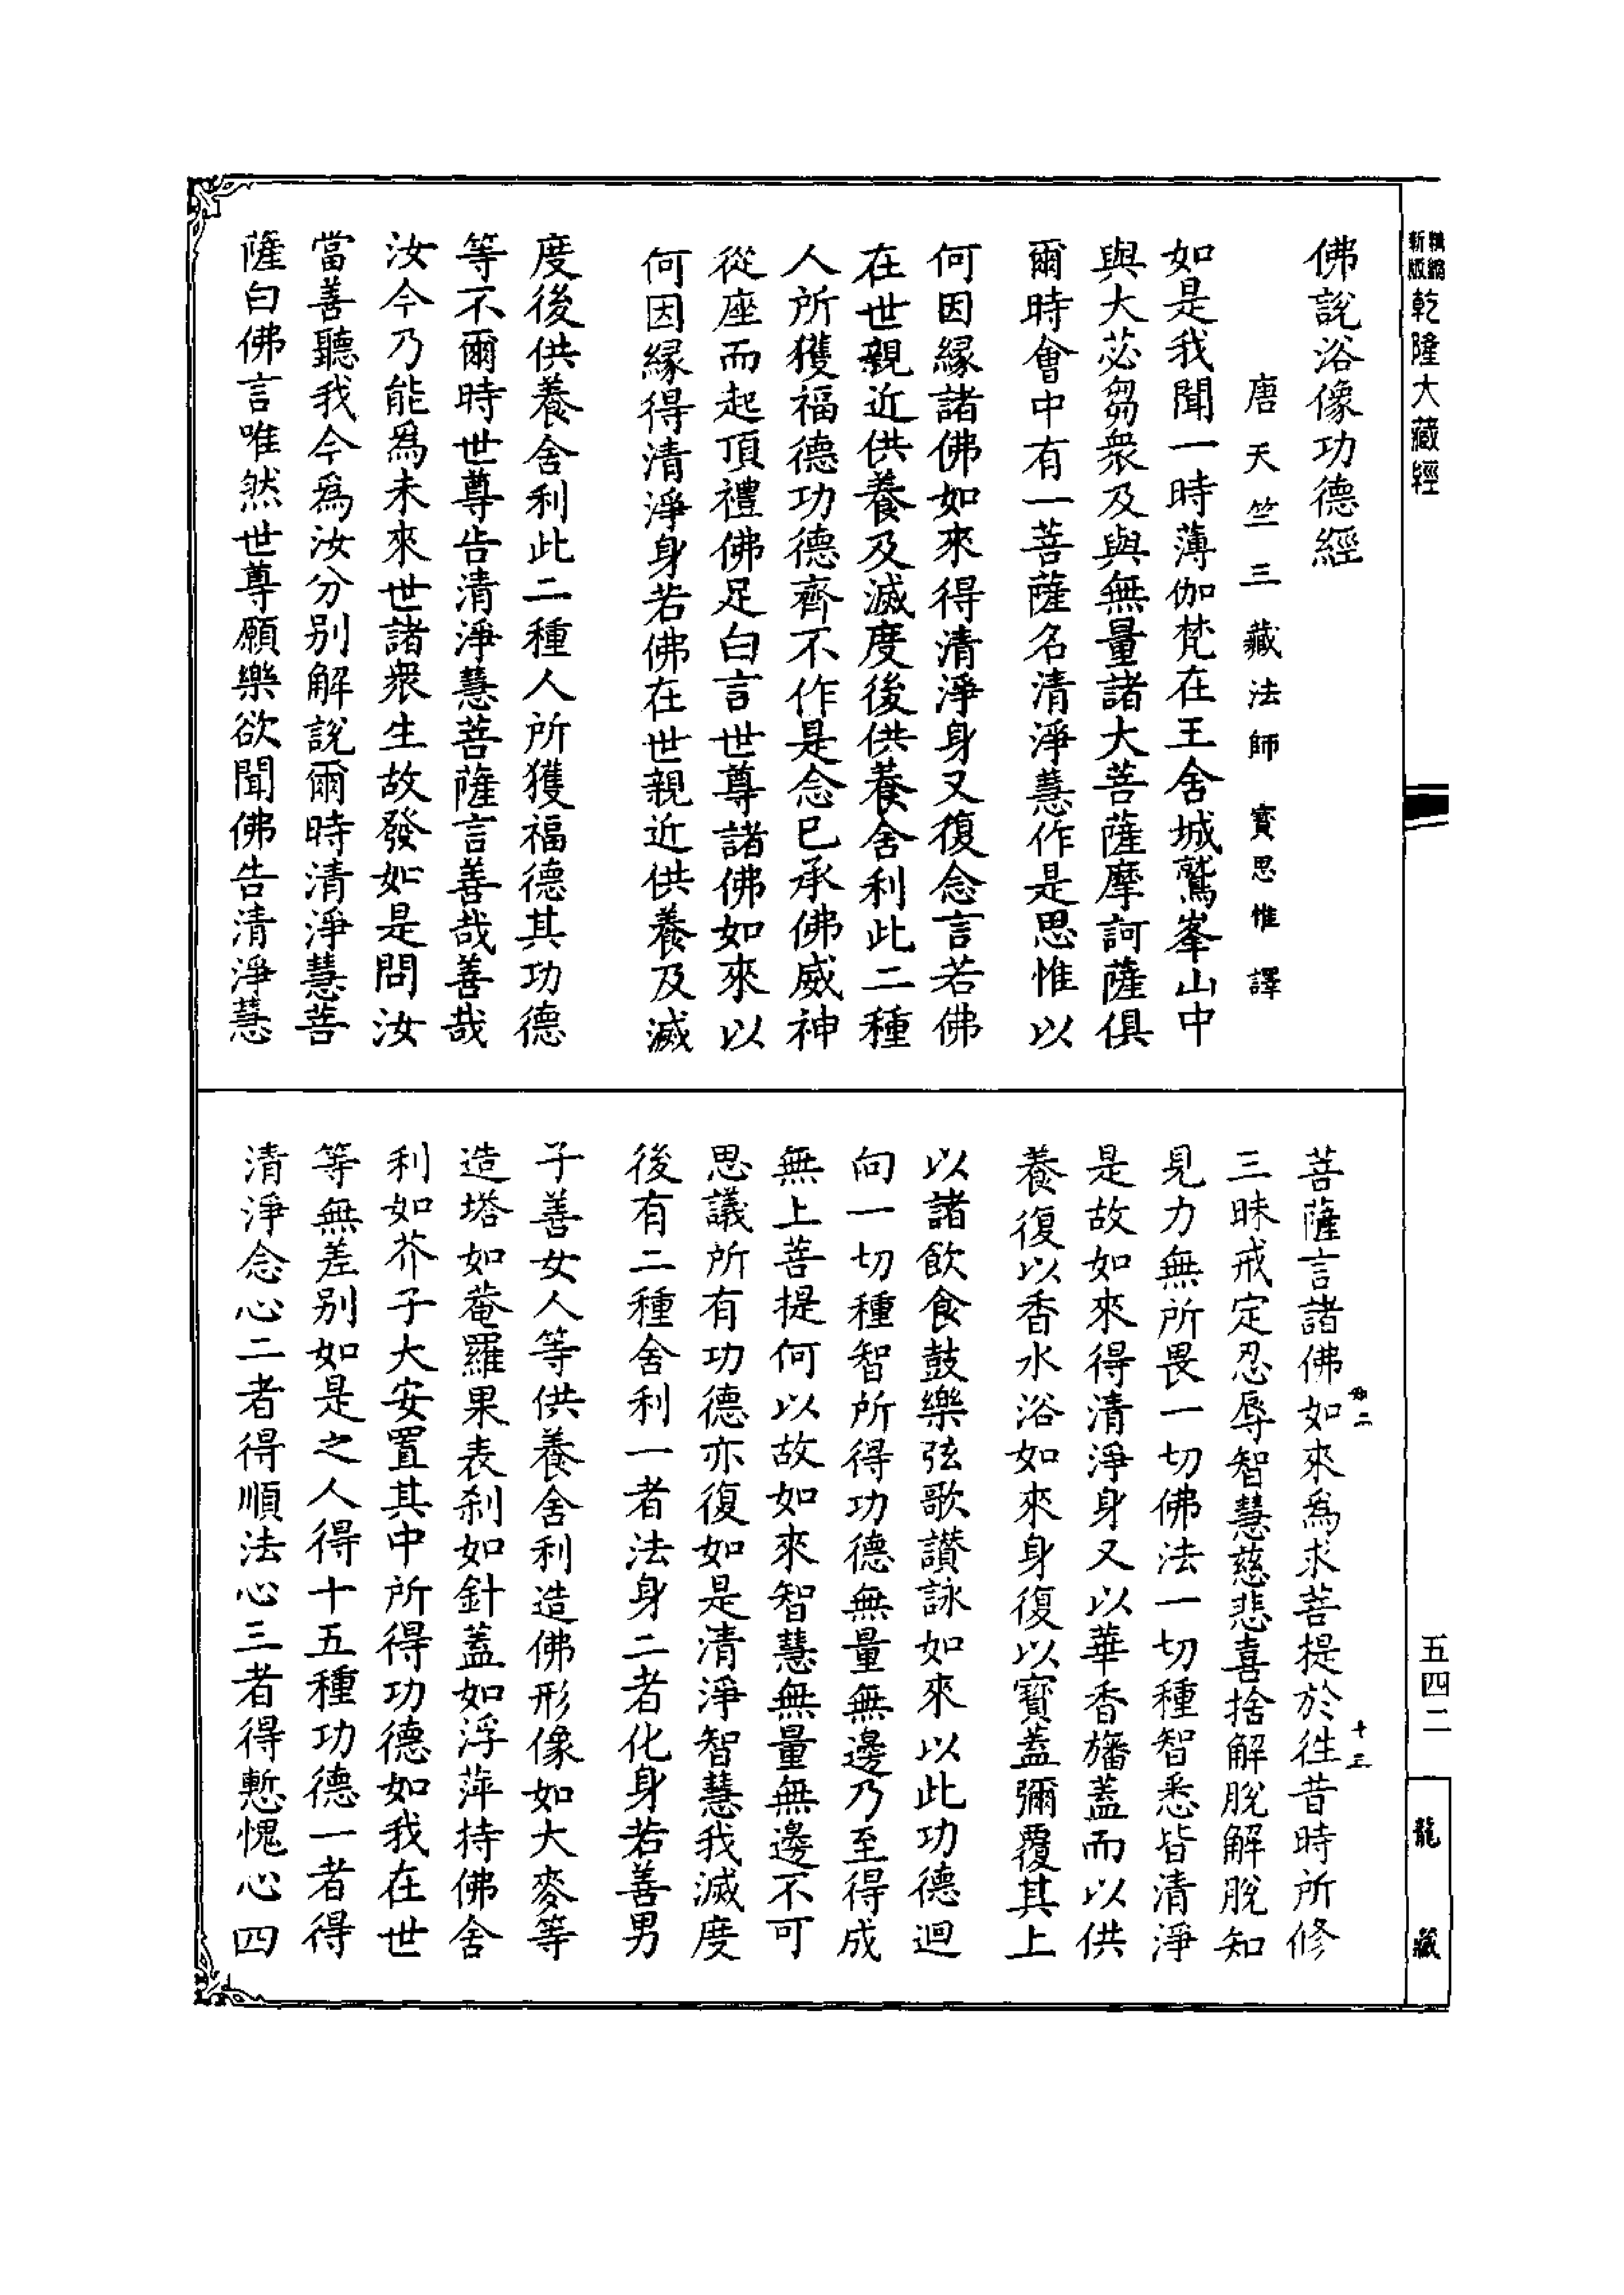 乾隆大藏經
佛說浴像功德經
唐天竺三藏法師寶思惟譯
如是我聞一時薄伽梵在王舍城鷲峯山中
與大苾芻衆及與無量諸大菩薩摩訶薩俱
爾時會中有一菩薩名清淨慧作是思惟以
何因緣諸佛如來得清淨身又復念言若佛
在世親近供養及滅度後供養舍利此二種
人所獲福德功德齊不作是念已承佛威神
從座而起頂禮佛足白言世尊諸佛如來以
何因緣得清淨身若佛在世親近供養及滅
度後供養舍利此二種人所獲福德其功德
等不爾時世尊告清淨慧菩薩言善哉善哉
汝今乃能爲未來世諸衆生故發如是問汝
當善聽我今爲汝分别解說爾時清淨慧菩
薩白佛言唯然世尊願樂欲聞佛告清淨慧
菩薩言諸佛如來爲求菩提於往昔時所修
三昧戒定忍辱智慧慈悲喜捨解脫解脫知
見力無所畏一切佛法一切種智悉皆清淨
是故如來得清淨身又以華香旛蓋而以供
養復以香水浴如來身復以寶蓋彌覆其上
以諸飲食鼓樂弦歌讃詠如來以此功德迴
向一切種智所得功德無量無邊乃至得成
無上菩提何以故如來智慧無量無邊不可
思議所有功德亦復如是清淨智慧我滅度
後有二種舍利一者法身二者化身若善男
子善女人等供養舍利造佛形像如大麥等
造塔如菴羅果表刹如針蓋如浮萍持佛舍
利如芥子大安置其中所得功德如我在世
等無差别如是之人得十五種功德一者得
清淨念心二者得順法心三者得慙愧心四
十三
五四二
龍藏